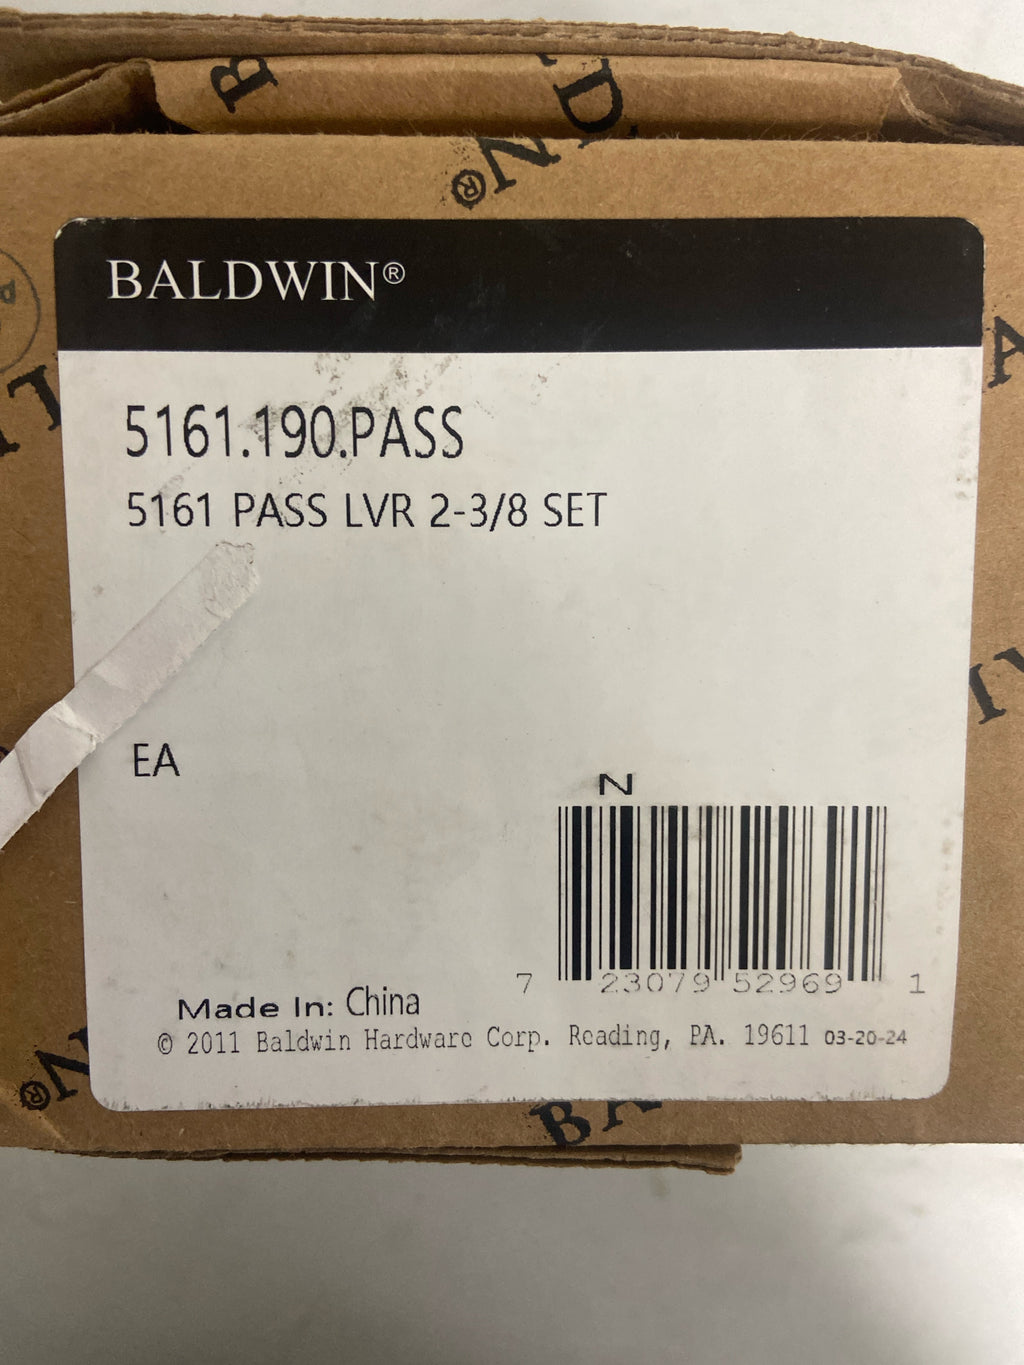 BALDWIN®
5161.190.PASS
5161 PASS LVR 2-3/8 SET
EA
N
7 23079 52969 1
Made In: China
© 2011 Baldwin Hardware Corp. Reading, PA. 19611 03-20-24